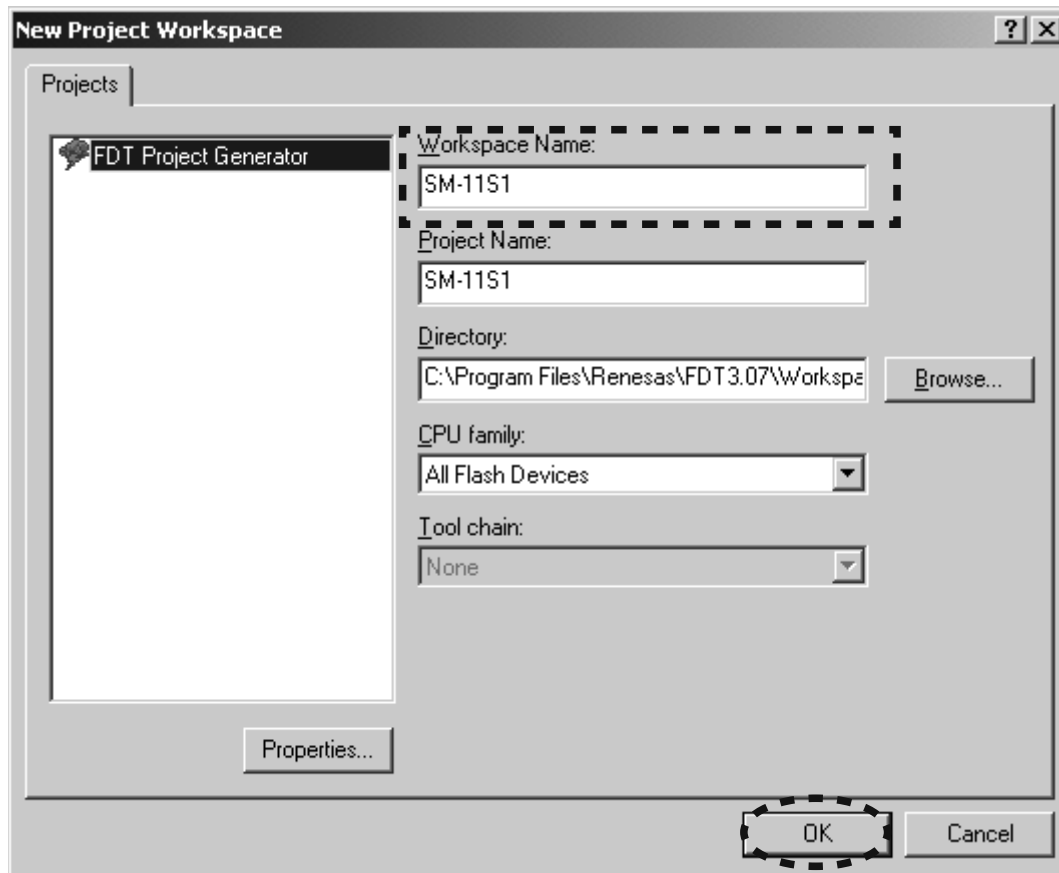 New Project Workspace
Projects
FDT Project Generator
Workspace Name:
SM-11S1
Project Name:
SM-11S1
Directory:
C:\Program Files\Renesas\FDT3.07\Workspa
Browse...
CPU family:
All Flash Devices
Tool chain:
None
Properties...
OK
Cancel